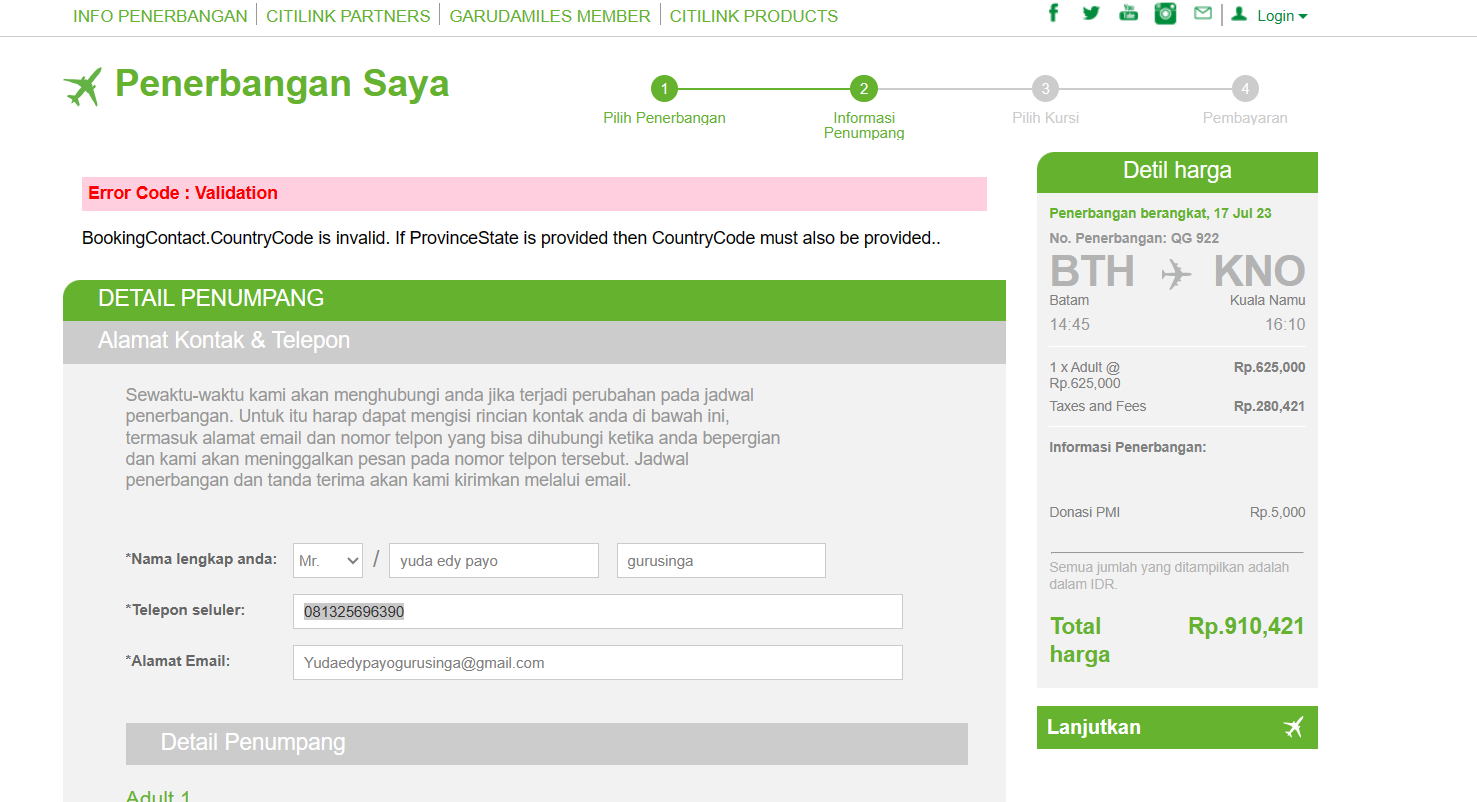 INFO PENERBANGAN CITILINK PARTNERS GARUDAMILES MEMBER CITILINK PRODUCTS Login
Penerbangan Saya
1 2 3 4
Pilih Penerbangan Informasi Penumpang Pilih Kursi Pembayaran
Error Code : Validation
BookingContact.CountryCode is invalid. If ProvinceState is provided then CountryCode must also be provided..
DETAIL PENUMPANG
Alamat Kontak & Telepon
Sewaktu-waktu kami akan menghubungi anda jika terjadi perubahan pada jadwal
penerbangan. Untuk itu harap dapat mengisi rincian kontak anda di bawah ini,
termasuk alamat email dan nomor telpon yang bisa dihubungi ketika anda bepergian
dan kami akan meninggalkan pesan pada nomor telpon tersebut. Jadwal
penerbangan dan tanda terima akan kami kirimkan melalui email.
*Nama lengkap anda: Mr. / yuda edy payo gurusinga
*Telepon seluler: 081325696390
*Alamat Email: Yudaedypayogurusinga@gmail.com
Detail Penumpang
Adult 1
Detil harga
Penerbangan berangkat, 17 Jul 23
No. Penerbangan: QG 922
BTH KNO
Batam Kuala Namu
14:45 16:10
1 x Adult @ Rp.625,000
Rp.625,000
Taxes and Fees Rp.280,421
Informasi Penerbangan:
Donasi PMI Rp.5,000
Semua jumlah yang ditampilkan adalah
dalam IDR.
Total Rp.910,421
harga
Lanjutkan